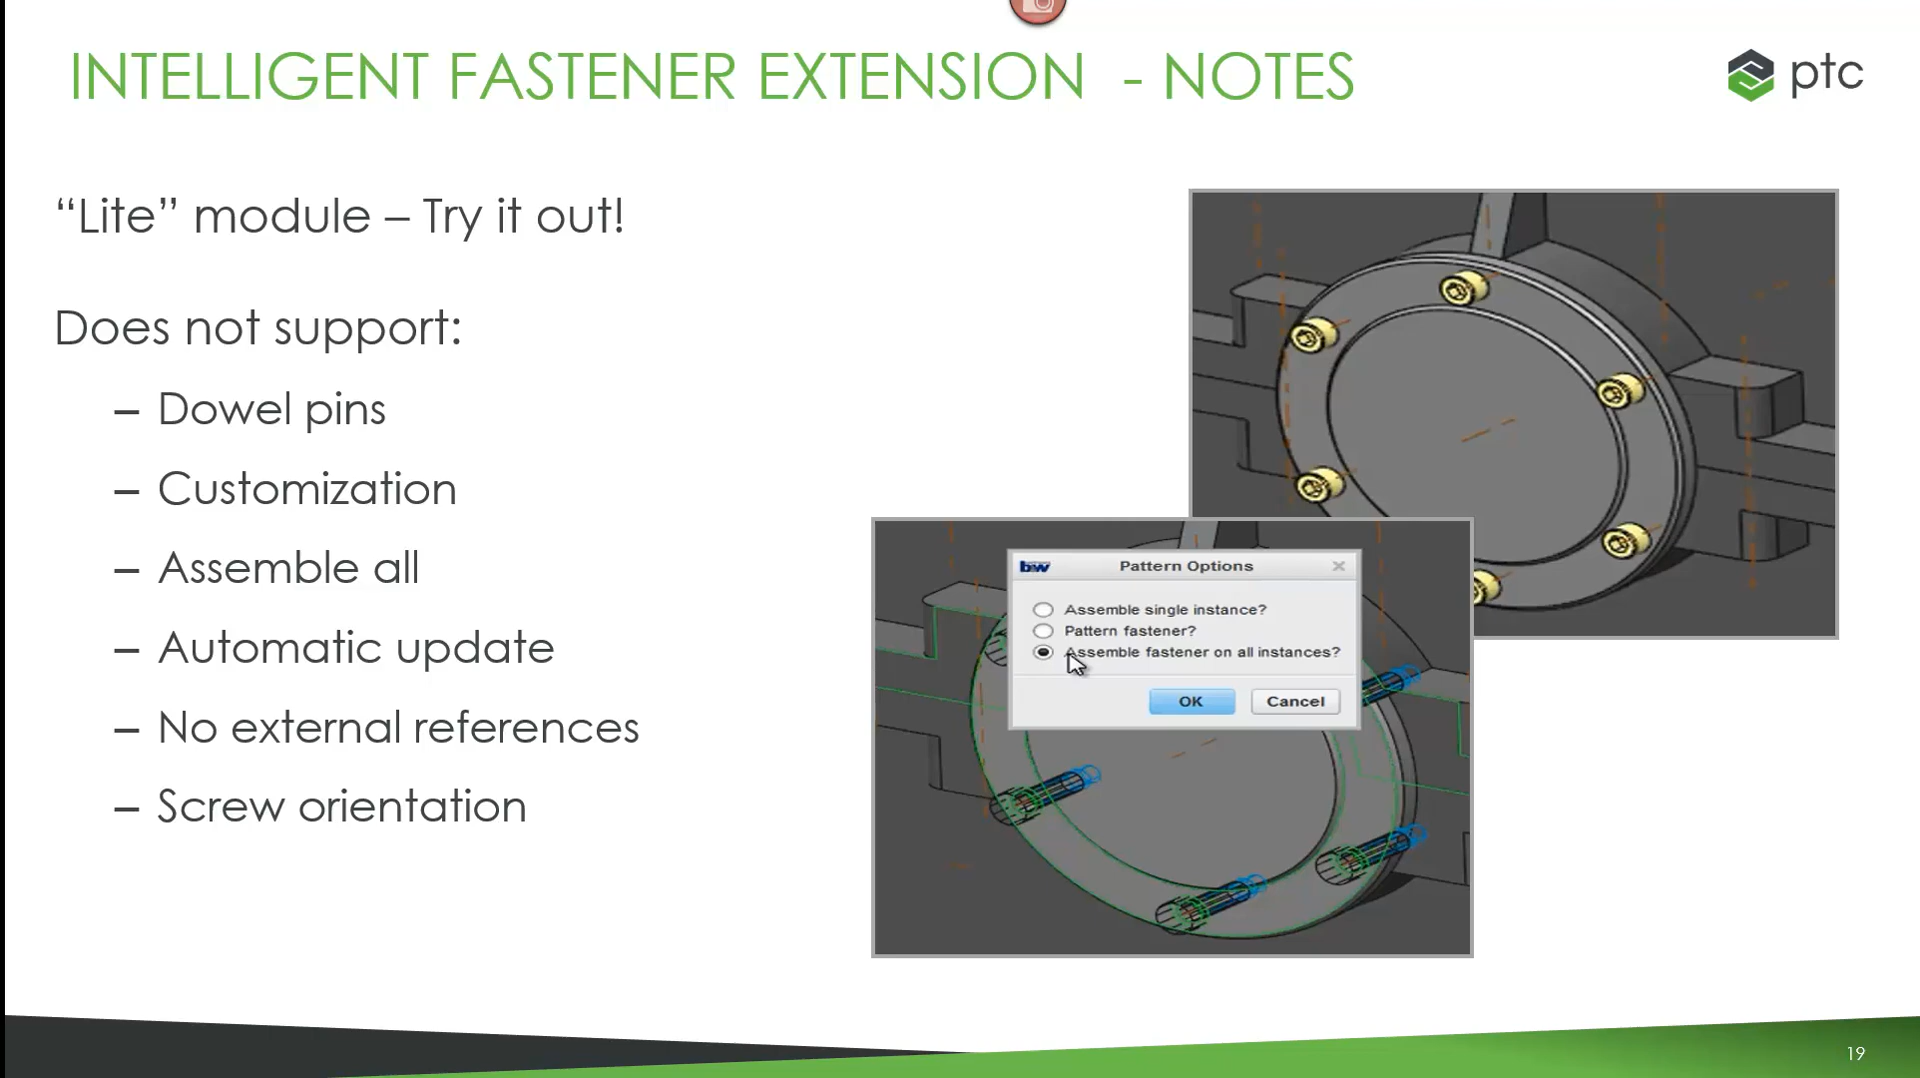 INTELLIGENT FASTENER EXTENSION - NOTES
ptc
“Lite” module – Try it out!
Does not support:
– Dowel pins
– Customization
– Assemble all
– Automatic update
– No external references
– Screw orientation
bw
Pattern Options
Assemble single instance?
Pattern fastener?
Assemble fastener on all instances?
OK
Cancel
19